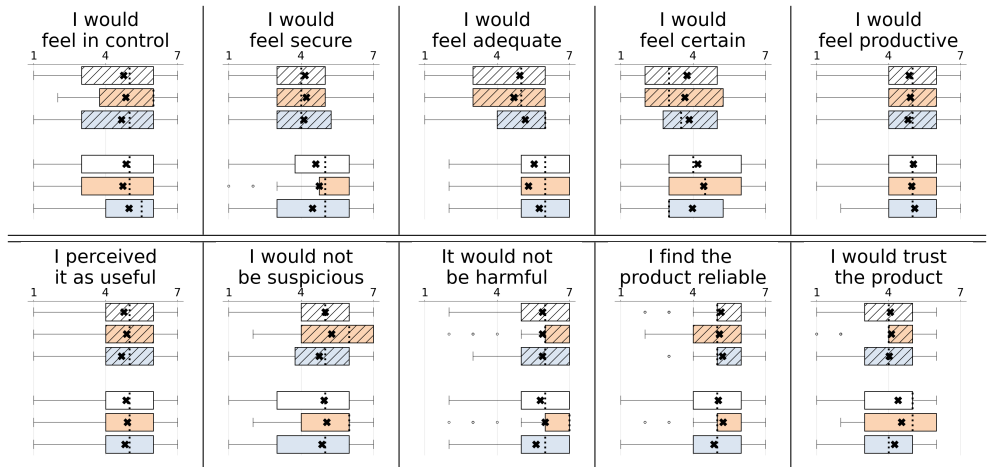 I would
feel in control
1 4 7
I would
feel secure
1 4 7
I would
feel adequate
1 4 7
I would
feel certain
1 4 7
I would
feel productive
1 4 7
I perceived
it as useful
1 4 7
I would not
be suspicious
1 4 7
It would not
be harmful
1 4 7
I find the
product reliable
1 4 7
I would trust
the product
1 4 7